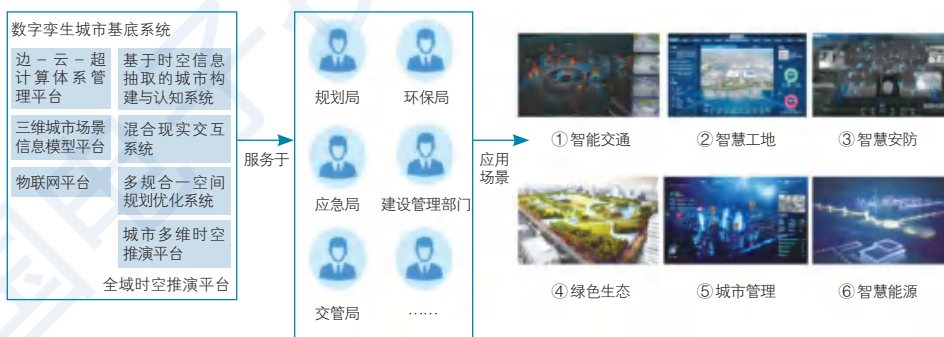 数字孪生城市基底系统
边－云－超
计算体系管
理平台
基于时空信息
抽取的城市构
建与认知系统
三维城市场景
信息模型平台
混合现实交互
系统
物联网平台
多规合一空间
规划优化系统
城市多维时空
推演平台
全域时空推演平台
服务于
规划局
环保局
应急局
建设管理部门
交管局
……
应用
场景
①智能交通
②智慧工地
③智慧安防
④绿色生态
⑤城市管理
⑥智慧能源